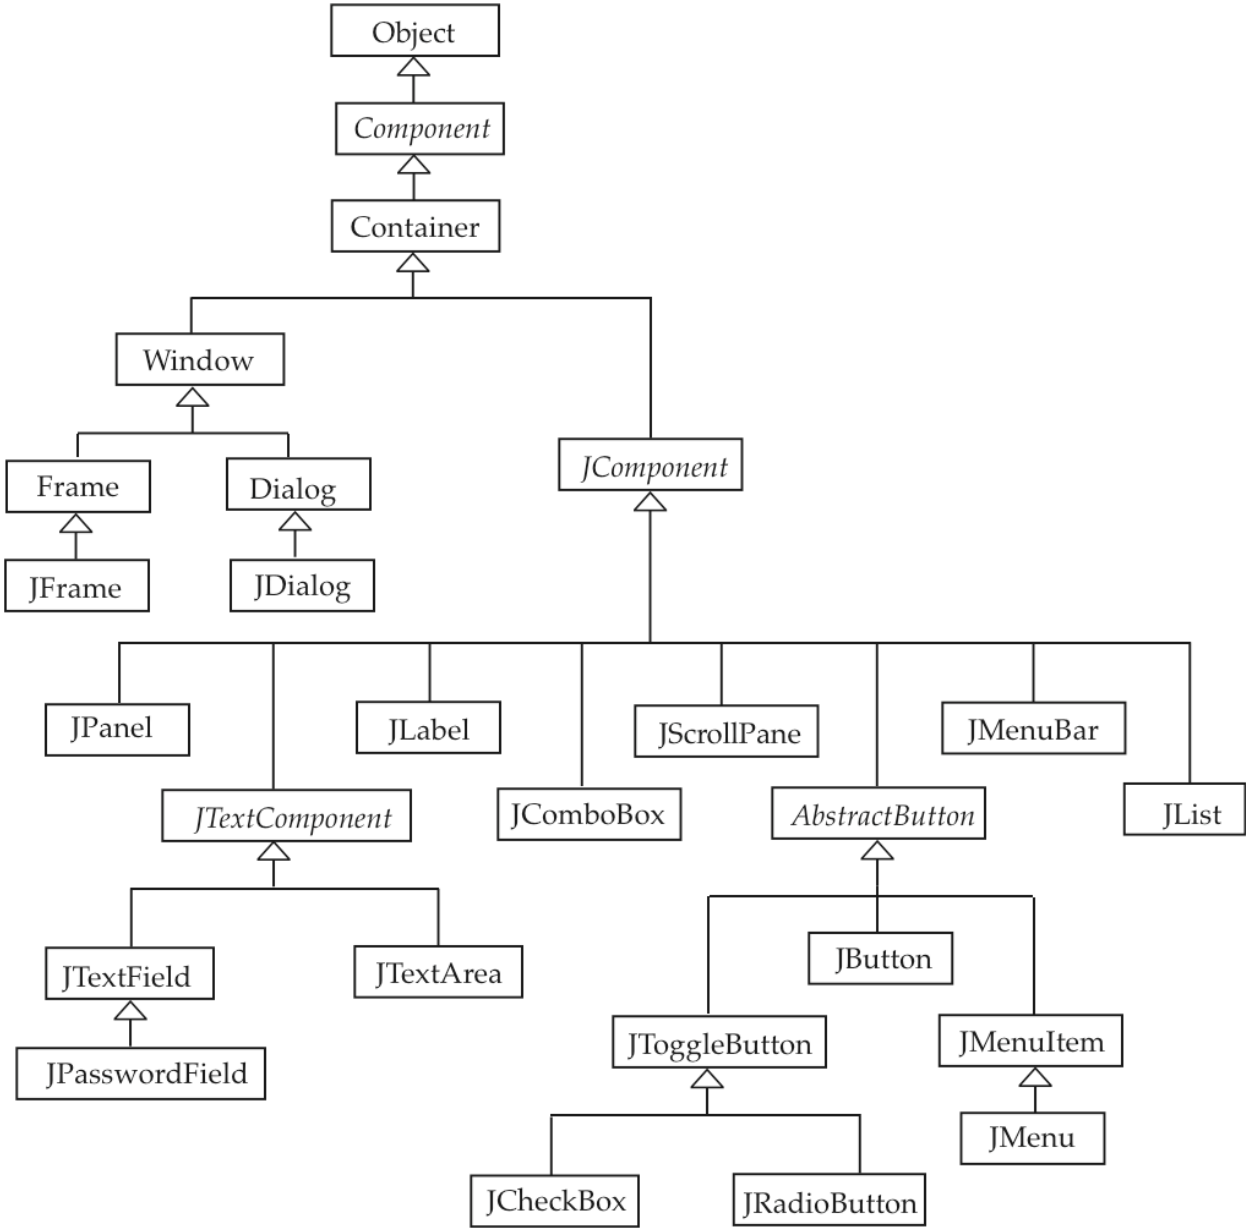 Object
Component
Container
Window
JComponent
Frame
Dialog
JFrame
JDialog
JPanel
JLabel
JScrollPane
JMenuBar
JTextComponent
JComboBox
AbstractButton
JList
JTextField
JTextArea
JButton
JToggleButton
JMenuItem
JPasswordField
JMenu
JCheckBox
JRadioButton